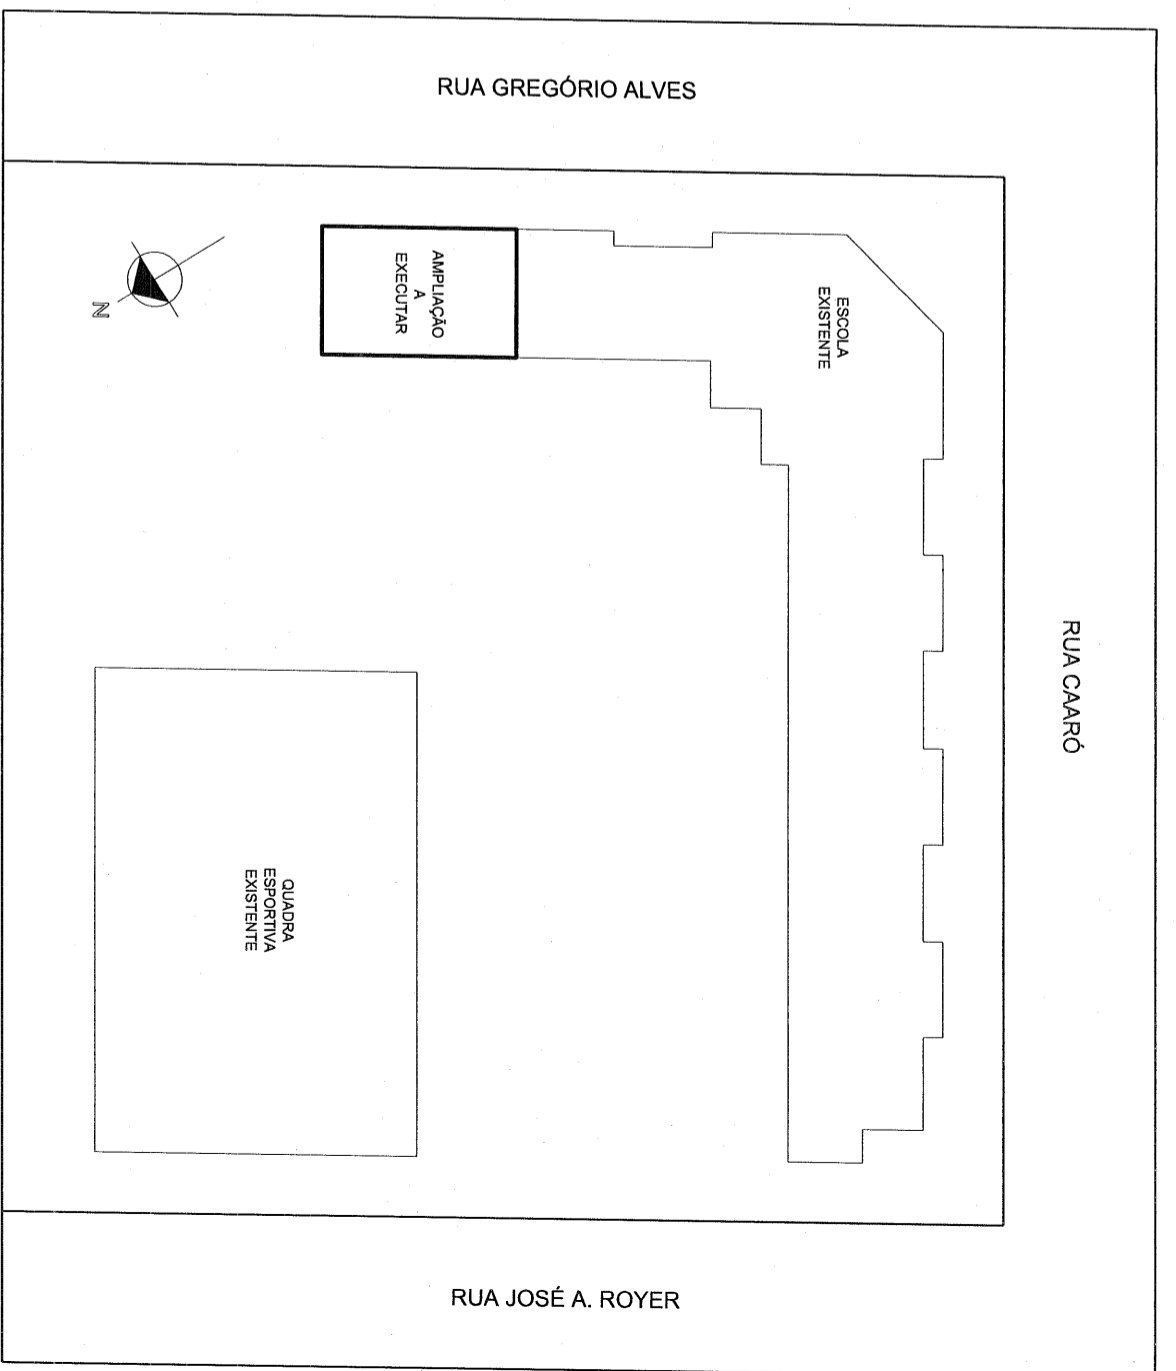 RUA GREGÓRIO ALVES
AMPLIAÇÃO
A
EXECUTAR
ESCOLA
EXISTENTE
N
RUA CAARÓ
QUADRA
ESPORTIVA
EXISTENTE
RUA JOSÉ A. ROYER